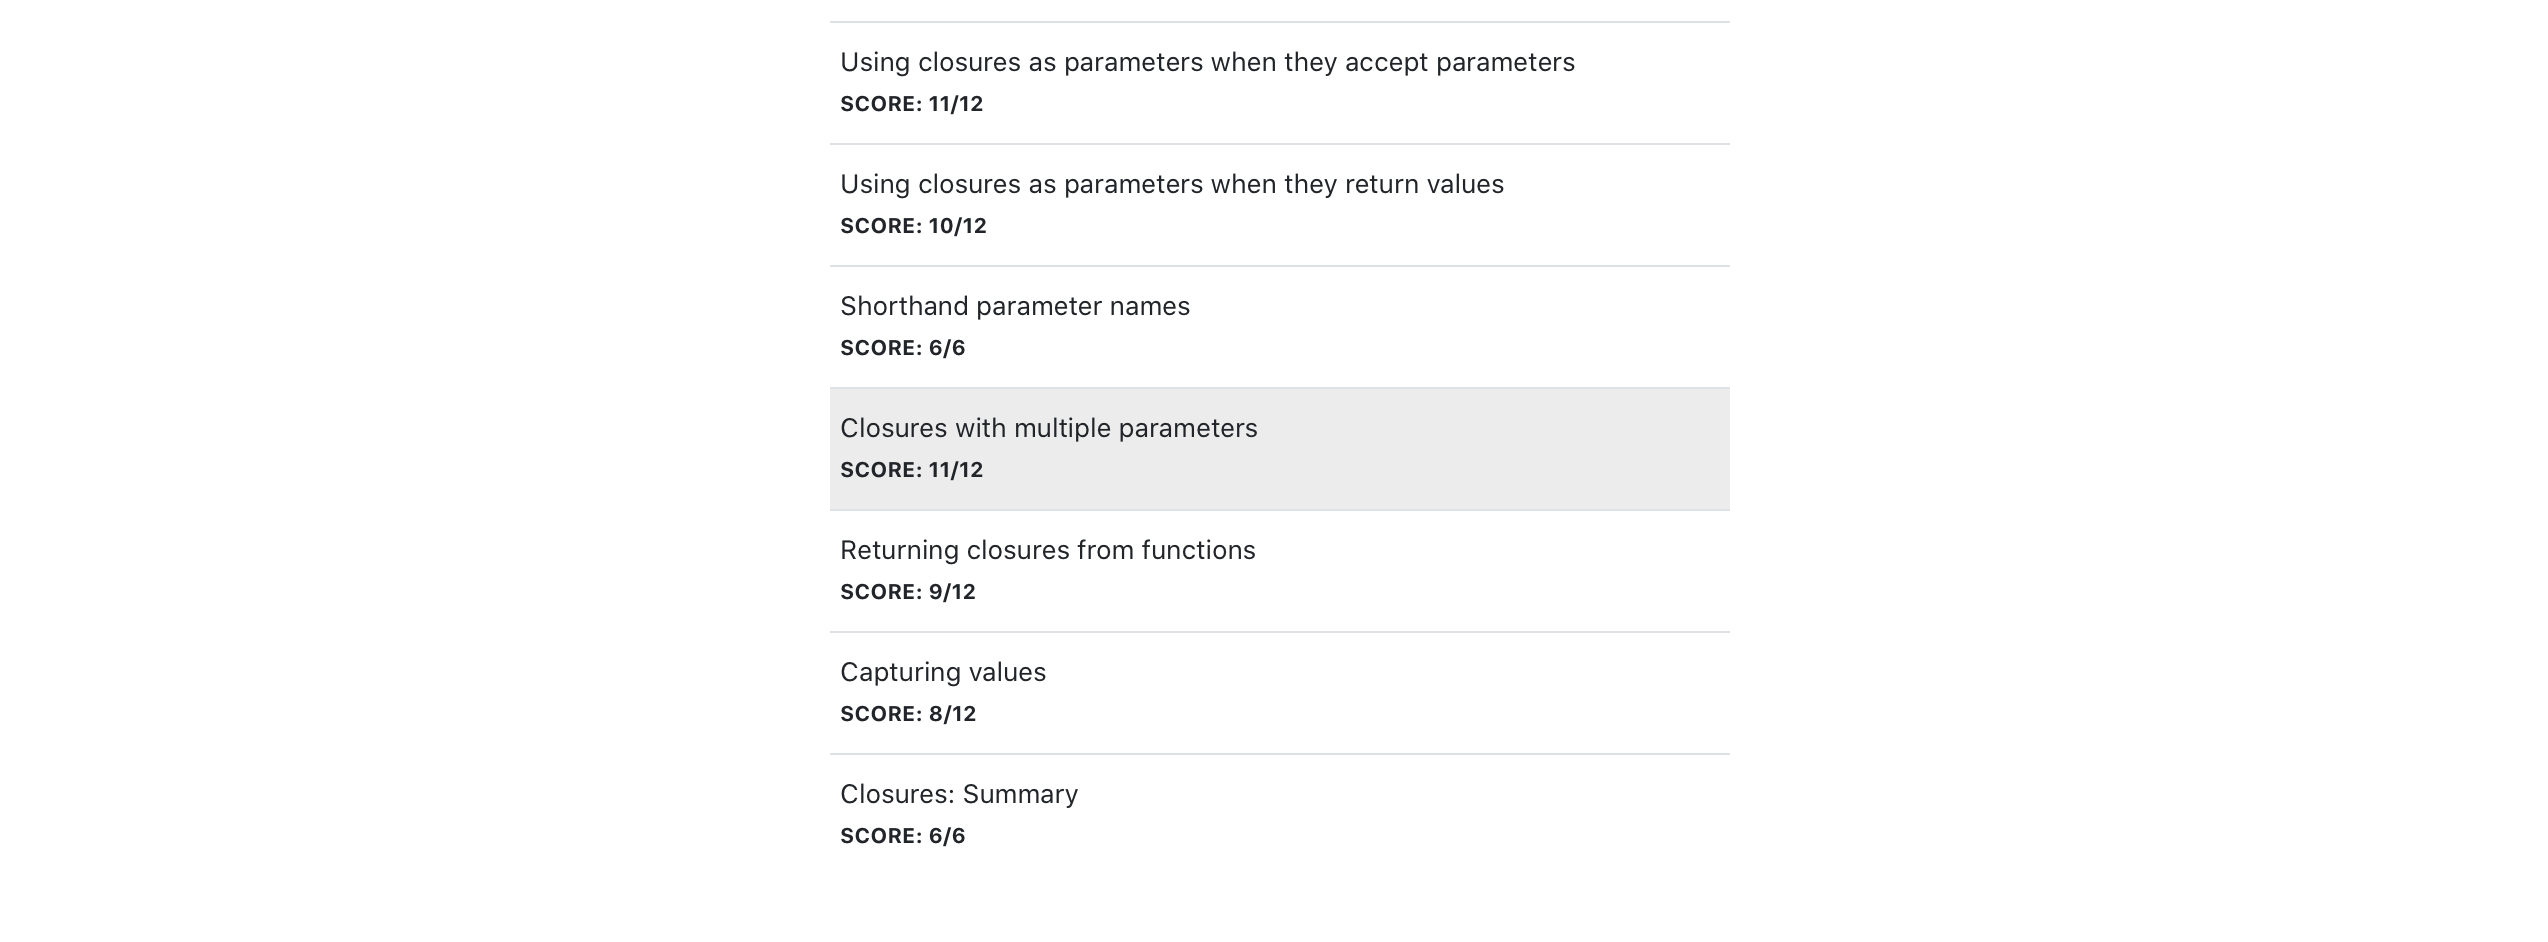 Using closures as parameters when they accept parameters
SCORE: 11/12
Using closures as parameters when they return values
SCORE: 10/12
Shorthand parameter names
SCORE: 6/6
Closures with multiple parameters
SCORE: 11/12
Returning closures from functions
SCORE: 9/12
Capturing values
SCORE: 8/12
Closures: Summary
SCORE: 6/6